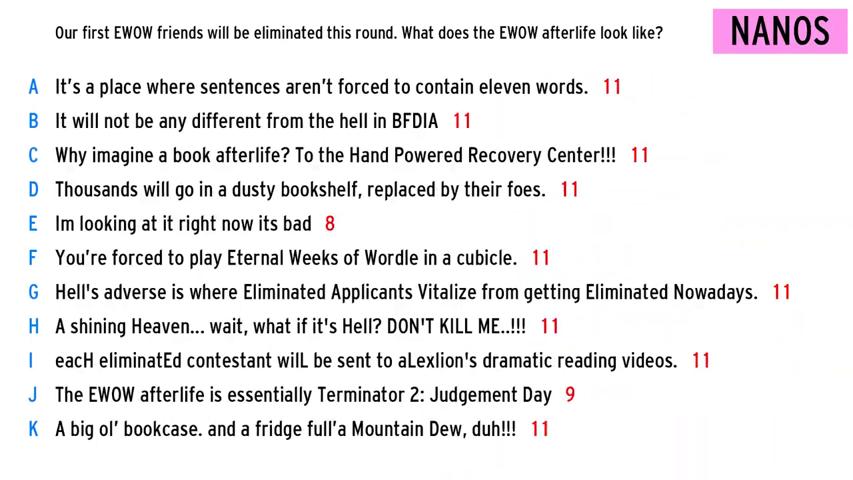 Our first EWOW friends will be eliminated this round. What does the EWOW afterlife look like?
NANOS
A It's a place where sentences aren't forced to contain eleven words. 11
B It will not be any different from the hell in BFDIA 11
C Why imagine a book afterlife? To the Hand Powered Recovery Center!!! 11
D Thousands will go in a dusty bookshelf, replaced by their foes. 11
E Im looking at it right now its bad 8
F You're forced to play Eternal Weeks of Wordle in a cubicle. 11
G Hell's adverse is where Eliminated Applicants Vitalize from getting Eliminated Nowadays. 11
H A shining Heaven... wait, what if it's Hell? DON'T KILL ME..!!! 11
I eacH eliminatEd contestant wilL be sent to aLexlion's dramatic reading videos. 11
J The EWOW afterlife is essentially Terminator 2: Judgement Day 9
K A big ol' bookcase. and a fridge full'a Mountain Dew, duh!!! 11